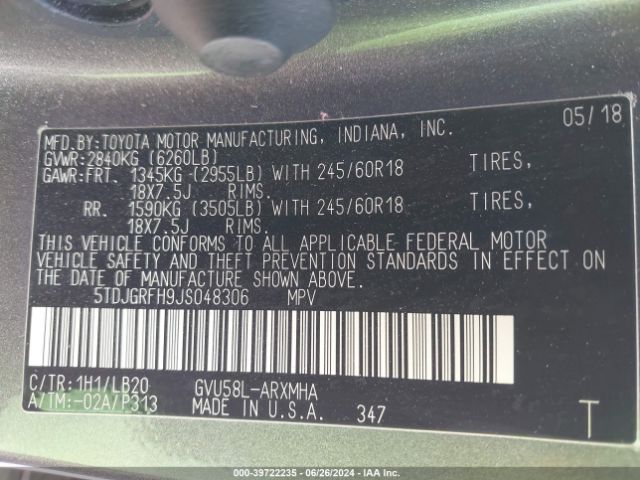 05/18
MFD.BY:TOYOTA MOTOR MANUFACTURING, INDIANA, INC.
GVWR:2840KG (6260LB)
GAWR:FRT. 1345KG (2955LB) WITH 245/60R18 TIRES,
18X7.5J RIMS.
RR. 1590KG (3505LB) WITH 245/60R18 TIRES,
18X7.5J RIMS.
THIS VEHICLE CONFORMS TO ALL APPLICABLE FEDERAL MOTOR
VEHICLE SAFETY AND THEFT PREVENTION STANDARDS IN EFFECT ON
THE DATE OF MANUFACTURE SHOWN ABOVE.
5TDJGRFH9JS048306 MPV
C/TR:1H1/LB20 GVU58L-ARXMHA
A/TM:-02A/P313 MADE IN U.S.A. 347 T
000-39722235 - 06/26/2024 - IAA Inc.